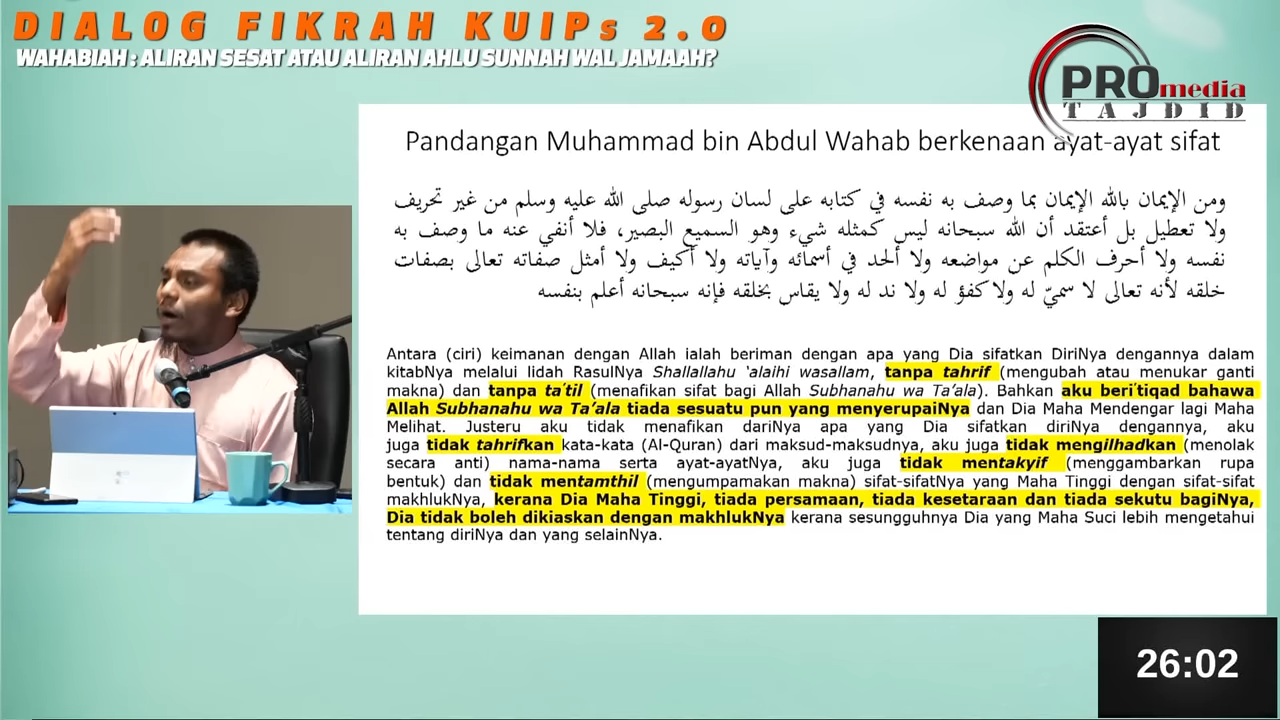 DIALOG FIKRAH KUIPs 2.0
WAHABIAH : ALIRAN SESAT ATAU ALIRAN AHLU SUNNAH WAL JAMAAH?
PROmedia
TAJDID
Pandangan Muhammad bin Abdul Wahab berkenaan ayat-ayat sifat
ومن الإيمان بالله الإيمان بما وصف به نفسه في كتابه على لسان رسوله صلى الله عليه وسلم من غير تحريف
ولا تعطيل بل أعتقد أن الله سبحانه ليس كمثله شيء وهو السميع البصير، فلا أنفي عنه ما وصف به
نفسه ولا أحرف الكلم عن مواضعه ولا ألحد في أسمائه وآياته ولا أكيف ولا أمثل صفاته تعالى بصفات
خلقه لأنه تعالى لا سميّ له ولا كفؤ له ولا ند له ولا يقاس بخلقه فإنه سبحانه أعلم بنفسه
Antara (ciri) keimanan dengan Allah ialah beriman dengan apa yang Dia sifatkan DiriNya dengannya dalam
kitabNya melalui lidah RasulNya Shallallahu 'alaihi wasallam, tanpa tahrif (mengubah atau menukar ganti
makna) dan tanpa ta'til (menafikan sifat bagi Allah Subhanahu wa Ta'ala). Bahkan aku beri'tiqad bahawa
Allah Subhanahu wa Ta'ala tiada sesuatu pun yang menyerupaiNya dan Dia Maha Mendengar lagi Maha
Melihat. Justeru aku tidak menafikan dariNya apa yang Dia sifatkan diriNya dengannya, aku
juga tidak tahrifkan kata-kata (Al-Quran) dari maksud-maksudnya, aku juga tidak mengilhadkan (menolak
secara anti) nama-nama serta ayat-ayatNya, aku juga tidak mentakyif (menggambarkan rupa
bentuk) dan tidak mentamthil (mengumpamakan makna) sifat-sifatNya yang Maha Tinggi dengan sifat-sifat
makhlukNya, kerana Dia Maha Tinggi, tiada persamaan, tiada kesetaraan dan tiada sekutu bagiNya,
Dia tidak boleh dikiaskan dengan makhlukNya kerana sesungguhnya Dia yang Maha Suci lebih mengetahui
tentang diriNya dan yang selainNya.
26:02